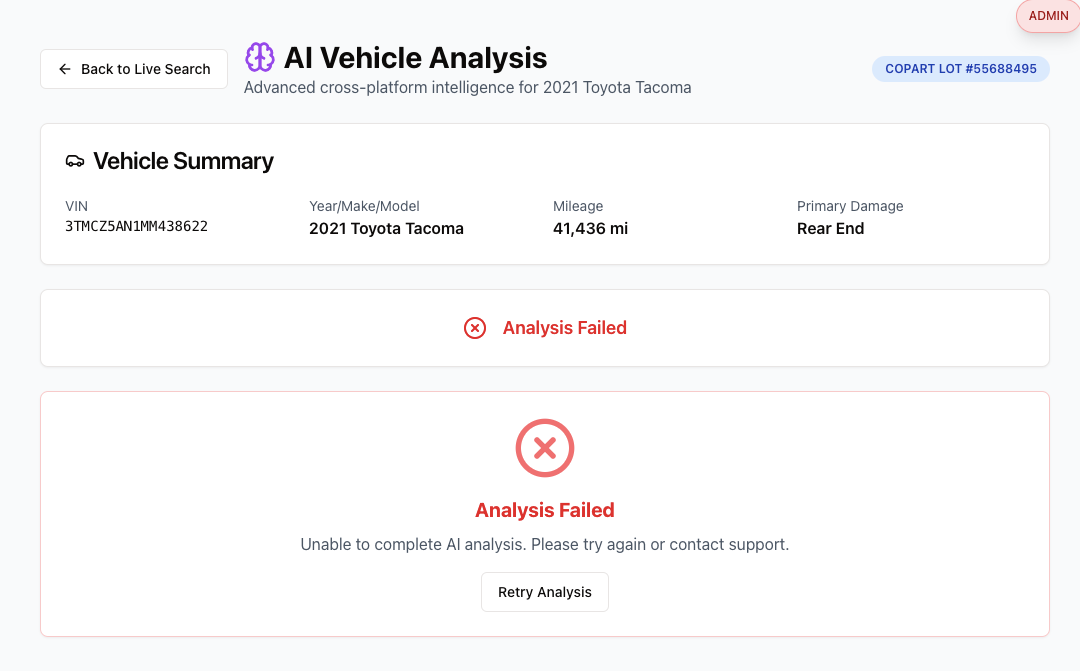 ADMIN
Back to Live Search
AI Vehicle Analysis
Advanced cross-platform intelligence for 2021 Toyota Tacoma
COPART LOT #55688495
Vehicle Summary
VIN
3TMCZ5AN1MM438622
Year/Make/Model
2021 Toyota Tacoma
Mileage
41,436 mi
Primary Damage
Rear End
Analysis Failed
Analysis Failed
Unable to complete AI analysis. Please try again or contact support.
Retry Analysis